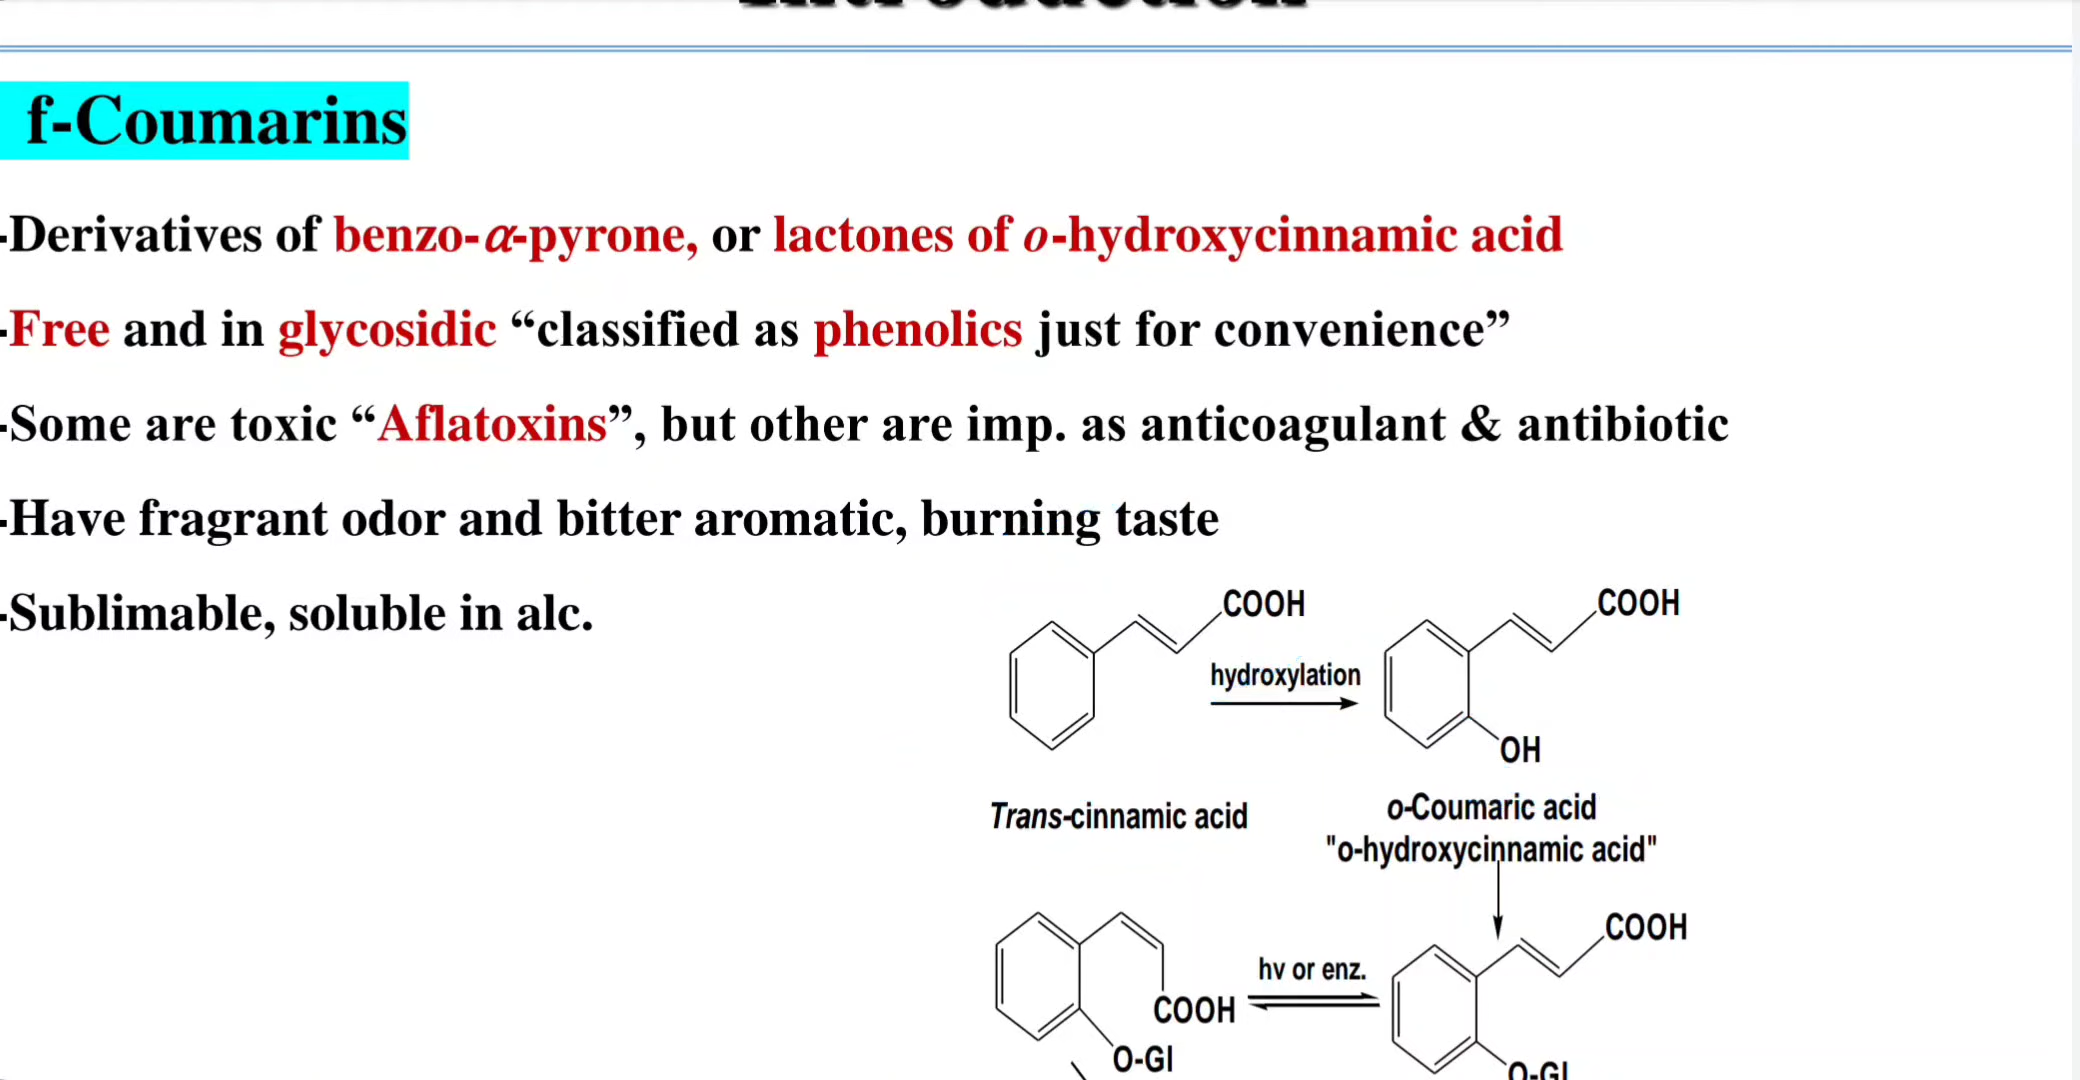 Introduction
f-Coumarins
-Derivatives of benzo-α-pyrone, or lactones of o-hydroxycinnamic acid
-Free and in glycosidic “classified as phenolics just for convenience”
-Some are toxic “Aflatoxins”, but other are imp. as anticoagulant & antibiotic
-Have fragrant odor and bitter aromatic, burning taste
-Sublimable, soluble in alc.
COOH
COOH
hydroxylation
OH
Trans-cinnamic acid
o-Coumaric acid
"o-hydroxycinnamic acid"
COOH
hv or enz.
COOH
O-Gl
O-Gl